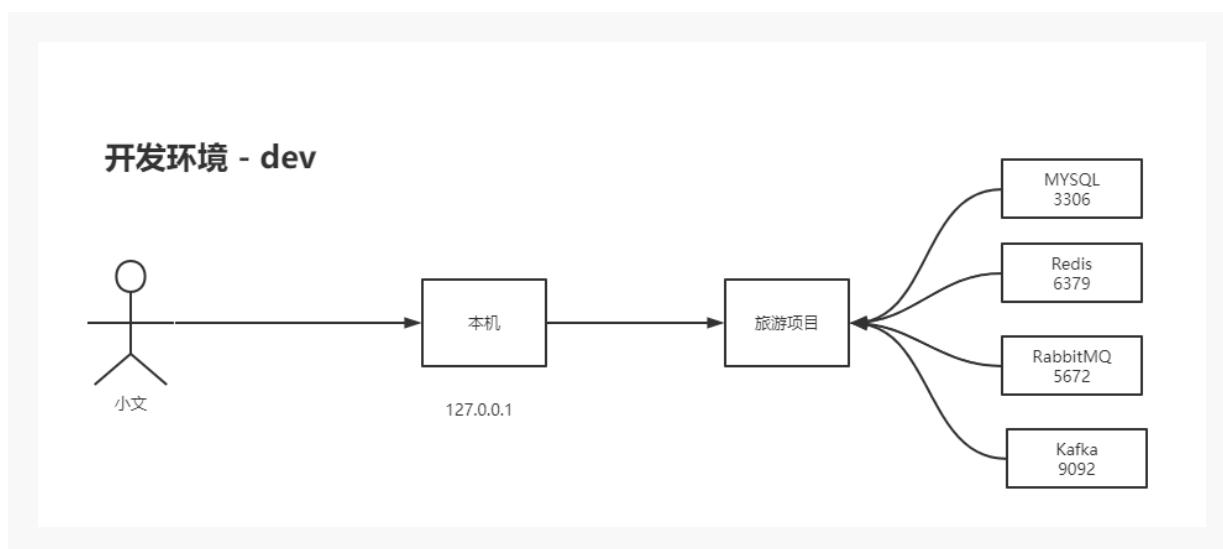 开发环境 - dev
MYSQL
3306
Redis
6379
本机
旅游项目
RabbitMQ
5672
小文
127.0.0.1
Kafka
9092